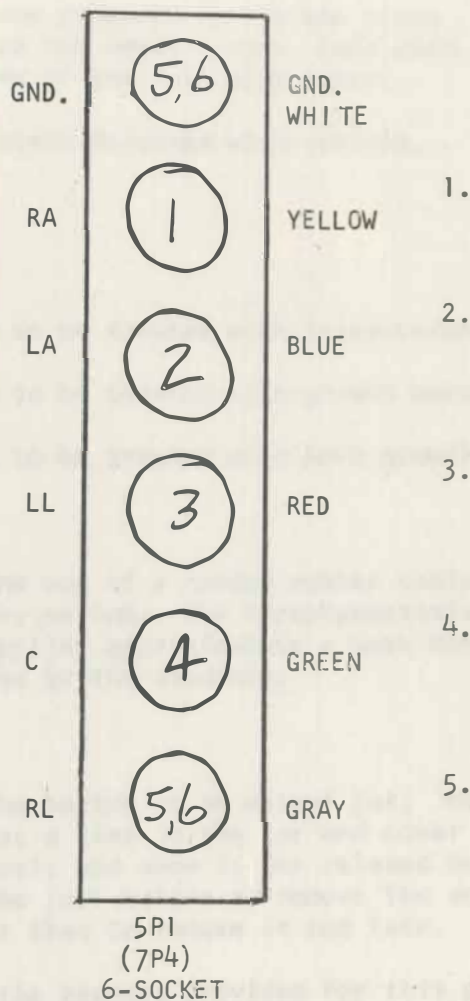 GND. 5,6 GND.
WHITE
RA 1 YELLOW 1.
LA 2 BLUE 2.
LL 3 RED 3.
C 4 GREEN 4.
RL 5,6 GRAY 5.
5P1
(7P4)
6-SOCKET